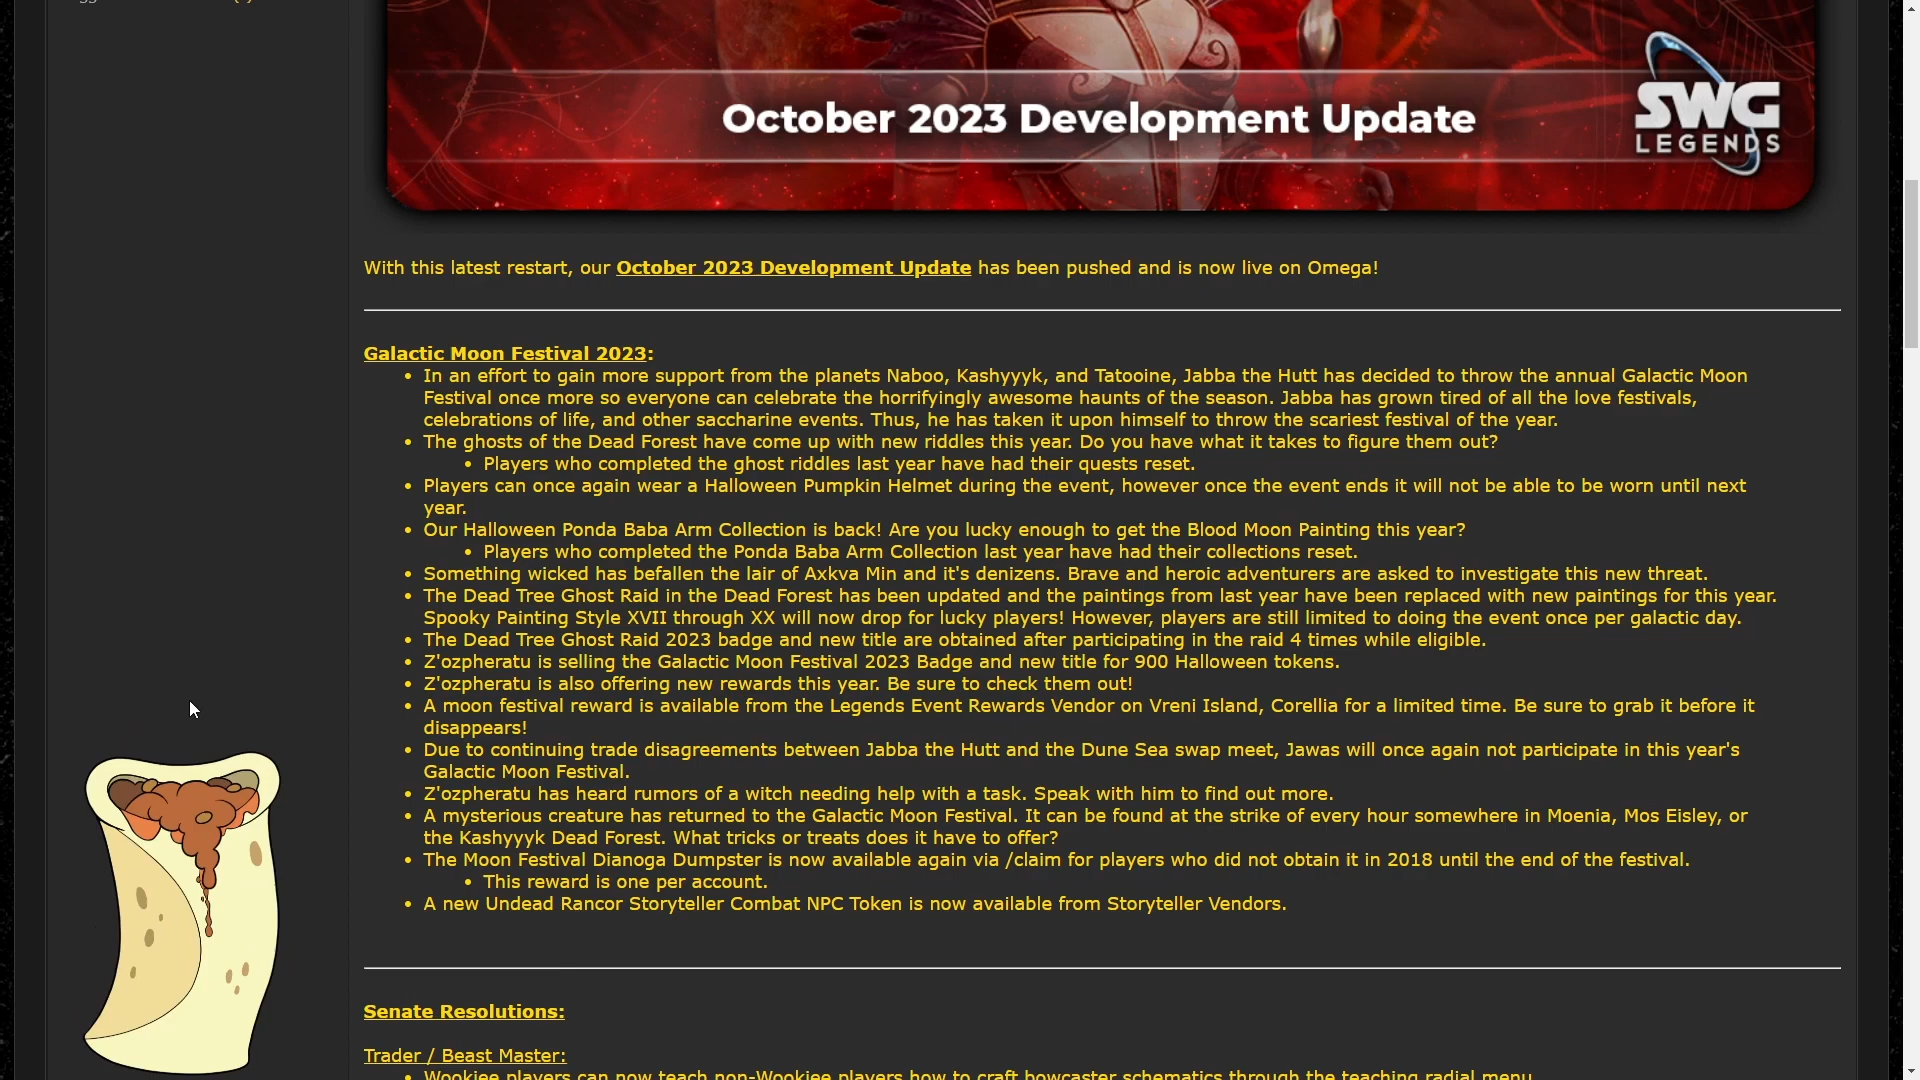 October 2023 Development Update
SWG
LEGENDS
With this latest restart, our October 2023 Development Update has been pushed and is now live on Omega!
Galactic Moon Festival 2023:
• In an effort to gain more support from the planets Naboo, Kashyyyk, and Tatooine, Jabba the Hutt has decided to throw the annual Galactic Moon
Festival once more so everyone can celebrate the horrifyingly awesome haunts of the season. Jabba has grown tired of all the love festivals,
celebrations of life, and other saccharine events. Thus, he has taken it upon himself to throw the scariest festival of the year.
• The ghosts of the Dead Forest have come up with new riddles this year. Do you have what it takes to figure them out?
• Players who completed the ghost riddles last year have had their quests reset.
• Players can once again wear a Halloween Pumpkin Helmet during the event, however once the event ends it will not be able to be worn until next
year.
• Our Halloween Ponda Baba Arm Collection is back! Are you lucky enough to get the Blood Moon Painting this year?
• Players who completed the Ponda Baba Arm Collection last year have had their collections reset.
• Something wicked has befallen the lair of Axkva Min and it's denizens. Brave and heroic adventurers are asked to investigate this new threat.
• The Dead Tree Ghost Raid in the Dead Forest has been updated and the paintings from last year have been replaced with new paintings for this year.
Spooky Painting Style XVII through XX will now drop for lucky players! However, players are still limited to doing the event once per galactic day.
• The Dead Tree Ghost Raid 2023 badge and new title are obtained after participating in the raid 4 times while eligible.
• Z'ozpheratu is selling the Galactic Moon Festival 2023 Badge and new title for 900 Halloween tokens.
• Z'ozpheratu is also offering new rewards this year. Be sure to check them out!
• A moon festival reward is available from the Legends Event Rewards Vendor on Vreni Island, Corellia for a limited time. Be sure to grab it before it
disappears!
• Due to continuing trade disagreements between Jabba the Hutt and the Dune Sea swap meet, Jawas will once again not participate in this year's
Galactic Moon Festival.
• Z'ozpheratu has heard rumors of a witch needing help with a task. Speak with him to find out more.
• A mysterious creature has returned to the Galactic Moon Festival. It can be found at the strike of every hour somewhere in Moenia, Mos Eisley, or
the Kashyyyk Dead Forest. What tricks or treats does it have to offer?
• The Moon Festival Dianoga Dumpster is now available again via /claim for players who did not obtain it in 2018 until the end of the festival.
• This reward is one per account.
• A new Undead Rancor Storyteller Combat NPC Token is now available from Storyteller Vendors.
Senate Resolutions:
Trader / Beast Master:
• Wookiee players can now teach non-Wookiee players how to craft bowcaster schematics through the teaching radial menu.